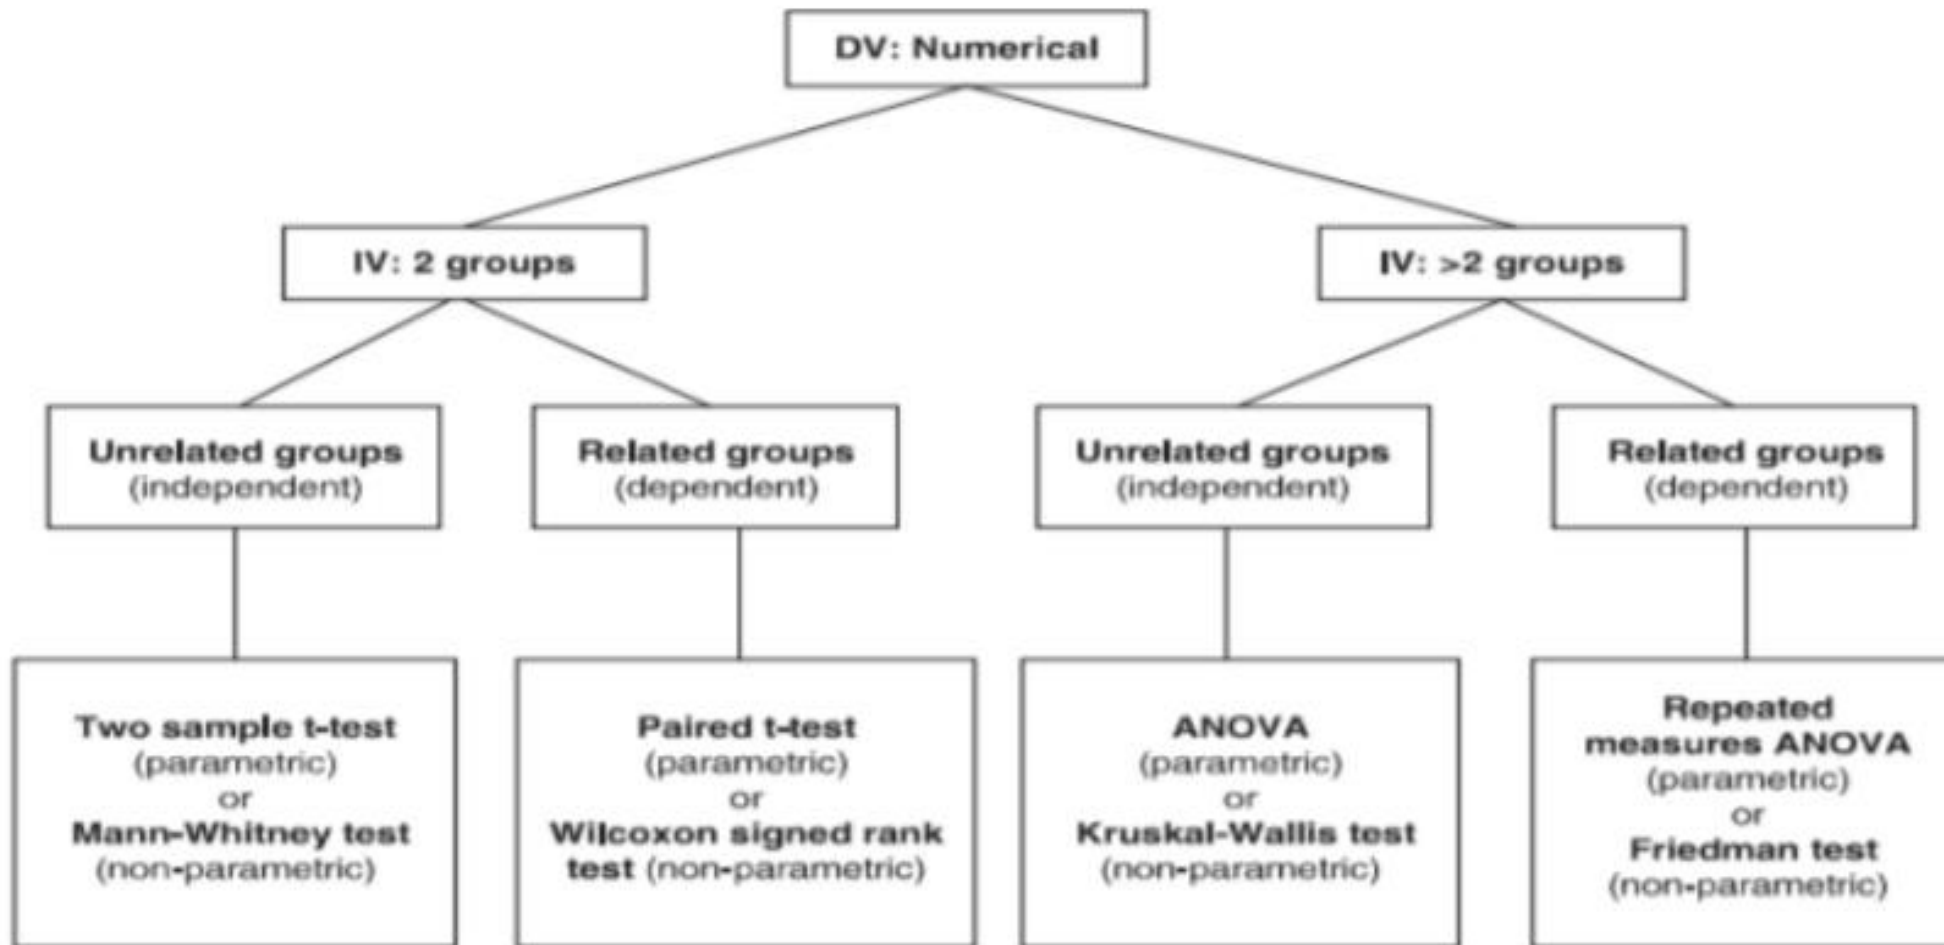 DV: Numerical
IV: 2 groups
IV: >2 groups
Unrelated groups
(independent)
Related groups
(dependent)
Unrelated groups
(independent)
Related groups
(dependent)
Two sample t-test
(parametric)
or
Mann-Whitney test
(non-parametric)
Paired t-test
(parametric)
or
Wilcoxon signed rank
test (non-parametric)
ANOVA
(parametric)
or
Kruskal-Wallis test
(non-parametric)
Repeated
measures ANOVA
(parametric)
or
Friedman test
(non-parametric)